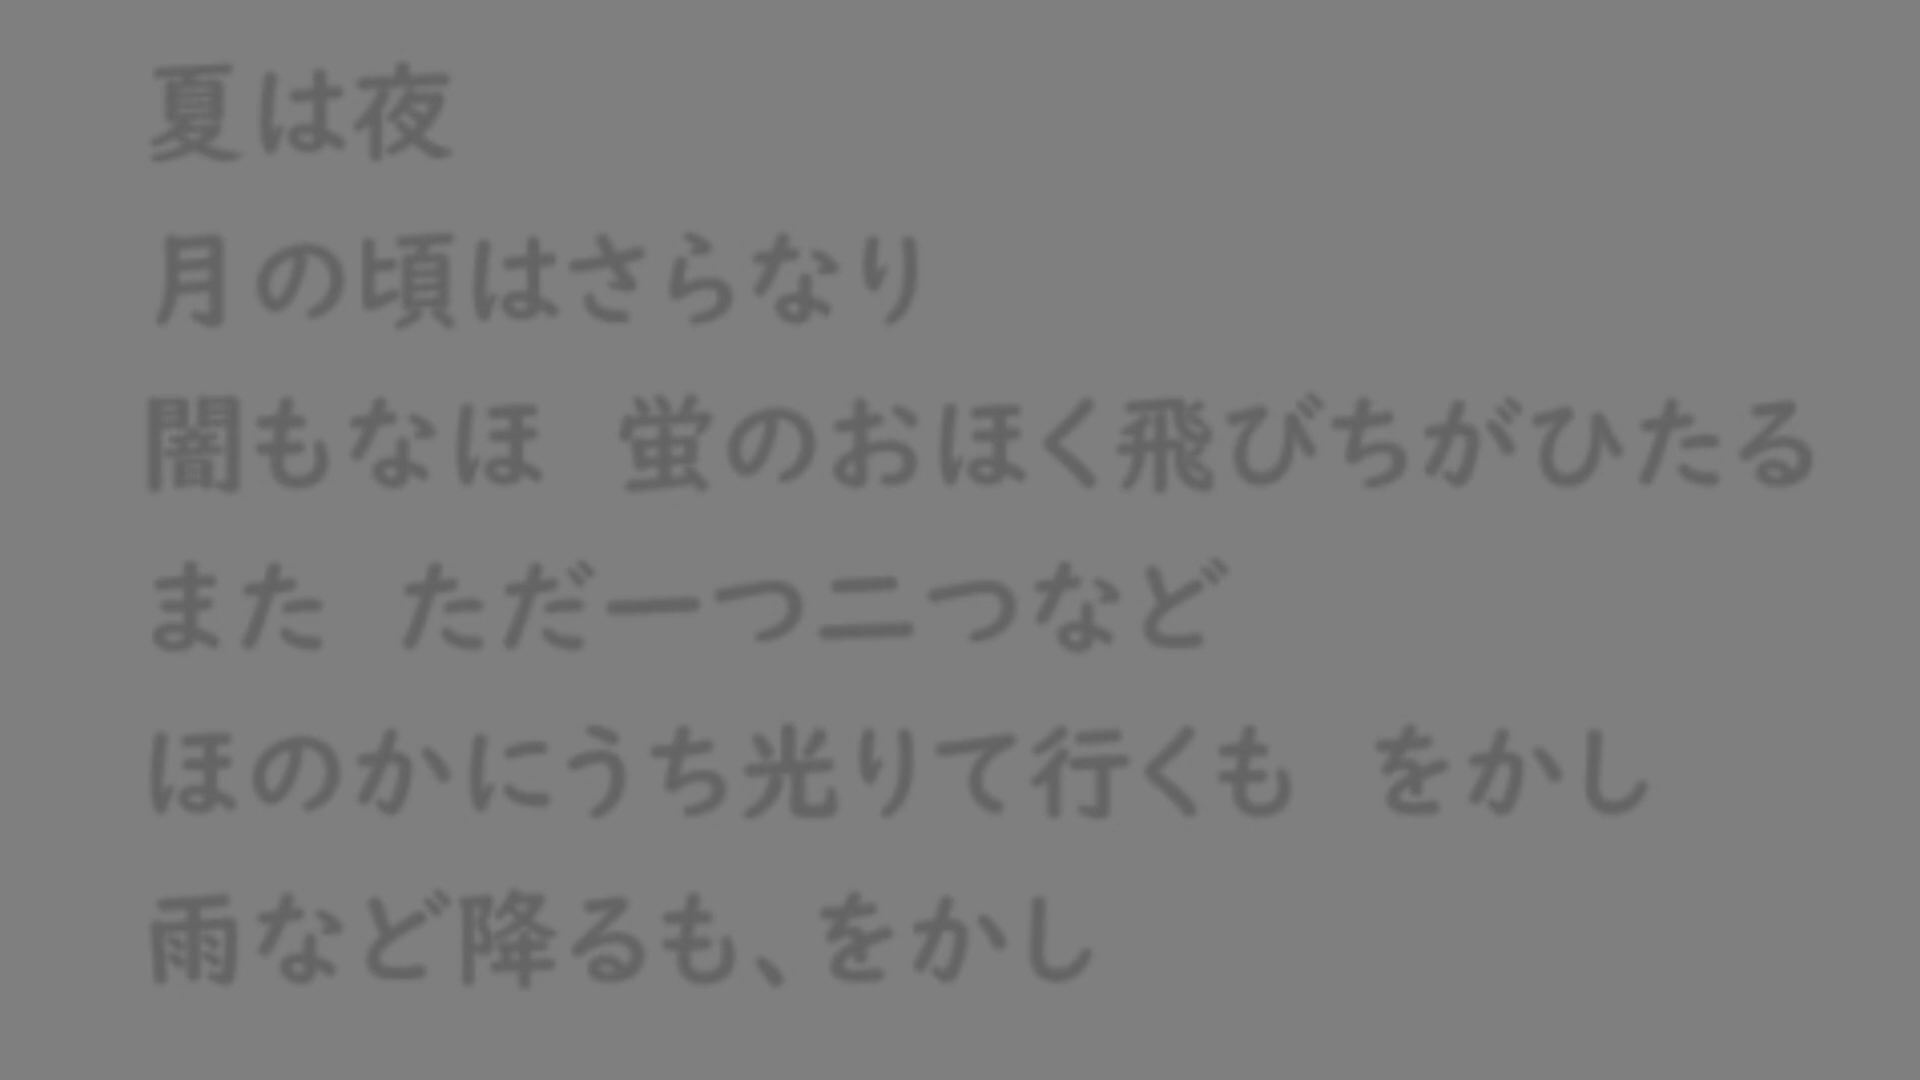 夏は夜
月の頃はさらなり
闇もなほ　蛍のおほく飛びちがひたる
また　ただ一つ二つなど
ほのかにうち光りて行くも　をかし
雨など降るも、をかし